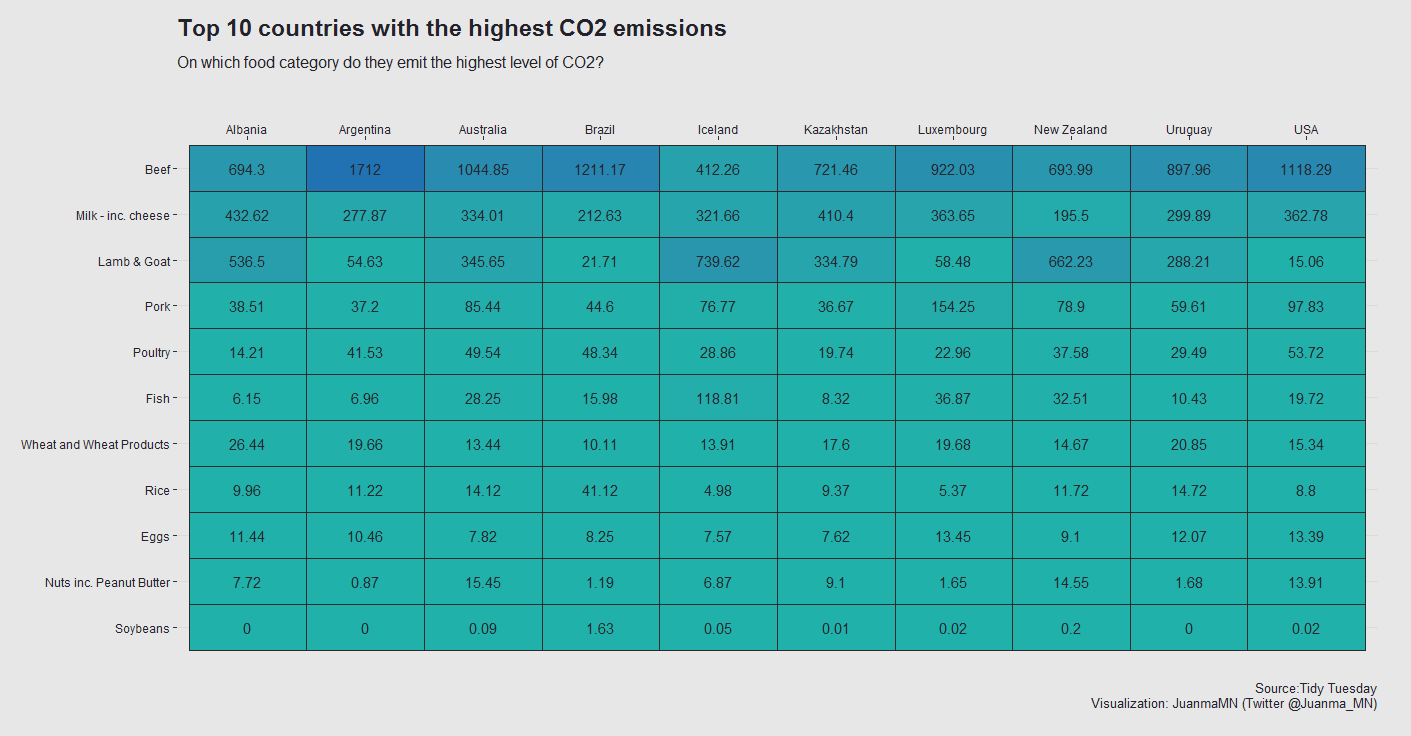 Top 10 countries with the highest CO2 emissions
On which food category do they emit the highest level of CO2?
Albania Argentina Australia Brazil Iceland Kazakhstan Luxembourg New Zealand Uruguay USA
Beef 694.3 1712 1044.85 1211.17 412.26 721.46 922.03 693.99 897.96 1118.29
Milk - inc. cheese 432.62 277.87 334.01 212.63 321.66 410.4 363.65 195.5 299.89 362.78
Lamb & Goat 536.5 54.63 345.65 21.71 739.62 334.79 58.48 662.23 288.21 15.06
Pork 38.51 37.2 85.44 44.6 76.77 36.67 154.25 78.9 59.61 97.83
Poultry 14.21 41.53 49.54 48.34 28.86 19.74 22.96 37.58 29.49 53.72
Fish 6.15 6.96 28.25 15.98 118.81 8.32 36.87 32.51 10.43 19.72
Wheat and Wheat Products 26.44 19.66 13.44 10.11 13.91 17.6 19.68 14.67 20.85 15.34
Rice 9.96 11.22 14.12 41.12 4.98 9.37 5.37 11.72 14.72 8.8
Eggs 11.44 10.46 7.82 8.25 7.57 7.62 13.45 9.1 12.07 13.39
Nuts inc. Peanut Butter 7.72 0.87 15.45 1.19 6.87 9.1 1.65 14.55 1.68 13.91
Soybeans 0 0 0.09 1.63 0.05 0.01 0.02 0.2 0 0.02
Source:Tidy Tuesday
Visualization: JuanmaMN (Twitter @Juanma_MN)